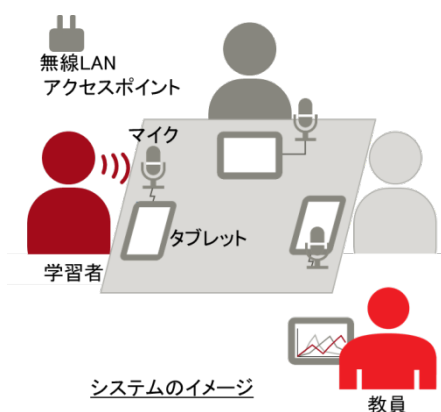 無線LAN
アクセスポイント
マイク
タブレット
学習者
システムのイメージ
教員